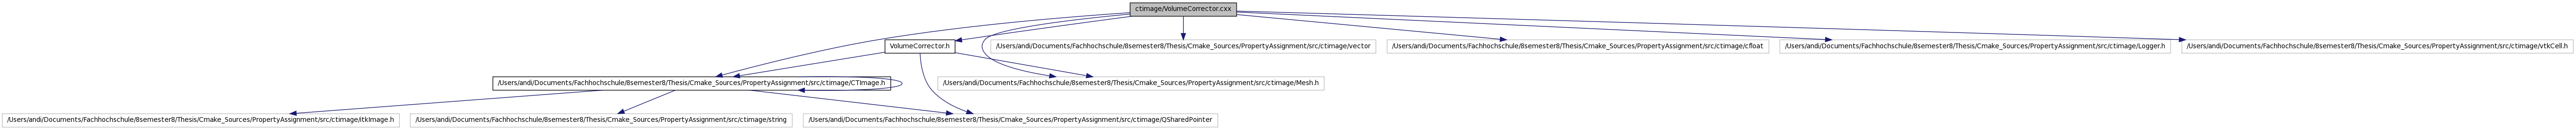 ctimage/VolumeCorrector.cxx
VolumeCorrector.h
/Users/andi/Documents/Fachhochschule/8semester8/Thesis/Cmake_Sources/PropertyAssignment/src/ctimage/vector
/Users/andi/Documents/Fachhochschule/8semester8/Thesis/Cmake_Sources/PropertyAssignment/src/ctimage/cfloat
/Users/andi/Documents/Fachhochschule/8semester8/Thesis/Cmake_Sources/PropertyAssignment/src/ctimage/Logger.h
/Users/andi/Documents/Fachhochschule/8semester8/Thesis/Cmake_Sources/PropertyAssignment/src/ctimage/vtkCell.h
/Users/andi/Documents/Fachhochschule/8semester8/Thesis/Cmake_Sources/PropertyAssignment/src/ctimage/CTImage.h
/Users/andi/Documents/Fachhochschule/8semester8/Thesis/Cmake_Sources/PropertyAssignment/src/ctimage/Mesh.h
/Users/andi/Documents/Fachhochschule/8semester8/Thesis/Cmake_Sources/PropertyAssignment/src/ctimage/itkImage.h
/Users/andi/Documents/Fachhochschule/8semester8/Thesis/Cmake_Sources/PropertyAssignment/src/ctimage/string
/Users/andi/Documents/Fachhochschule/8semester8/Thesis/Cmake_Sources/PropertyAssignment/src/ctimage/QSharedPointer